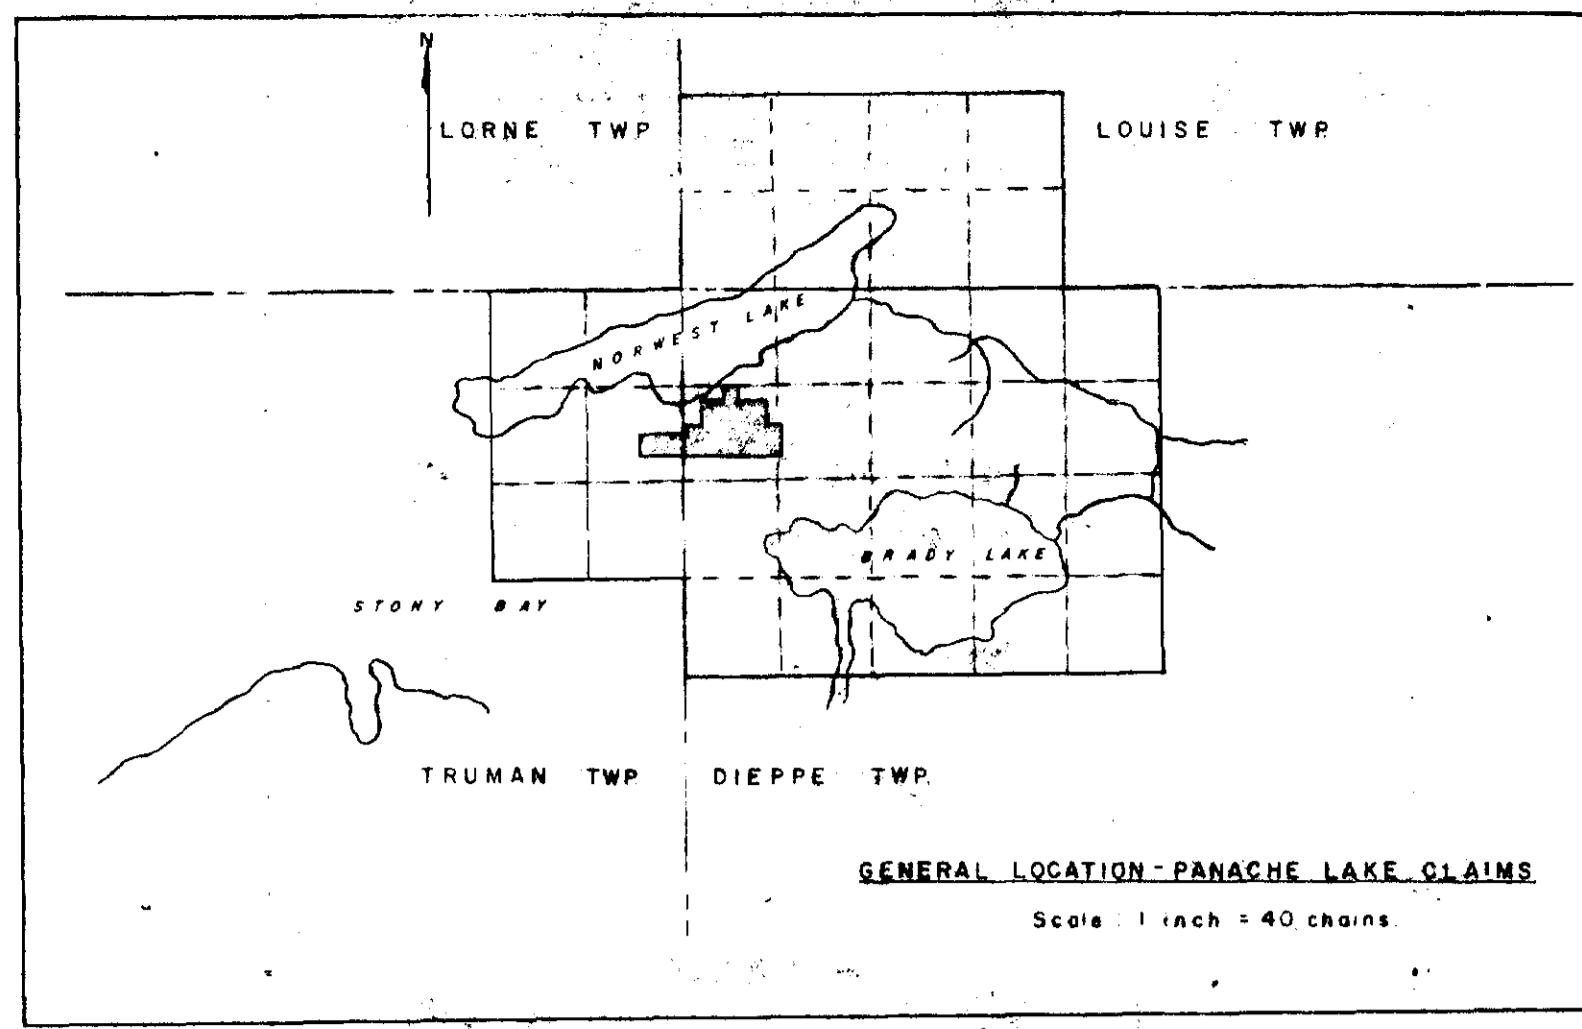 N
LORNE TWP
LOUISE TWP.
NORWEST LAKE
BRADY LAKE
STONY BAY
TRUMAN TWP.
DIEPPE TWP.
GENERAL LOCATION - PANACHE LAKE CLAIMS
Scale : 1 inch = 40 chains.